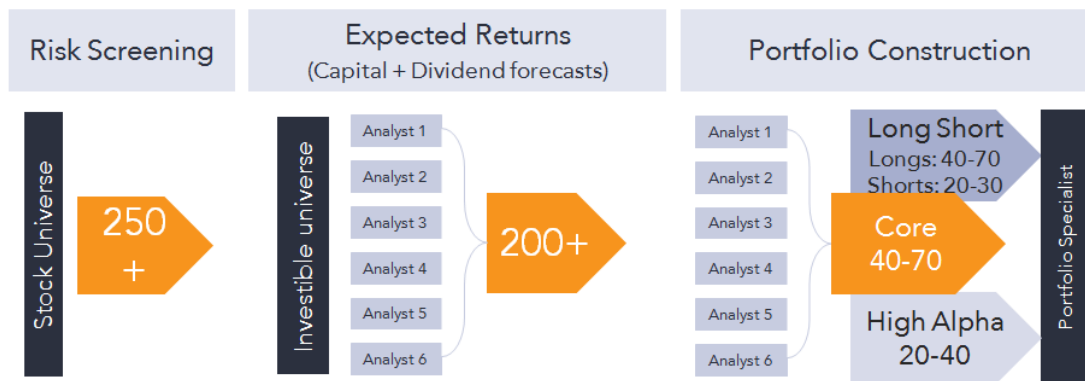 Risk Screening
Expected Returns
(Capital + Dividend forecasts)
Portfolio Construction
Stock Universe
250
+
Investible universe
Analyst 1
Analyst 2
Analyst 3
Analyst 4
Analyst 5
Analyst 6
200+
Analyst 1
Analyst 2
Analyst 3
Analyst 4
Analyst 5
Analyst 6
Long Short
Longs: 40-70
Shorts: 20-30
Core
40-70
High Alpha
20-40
Portfolio Specialist